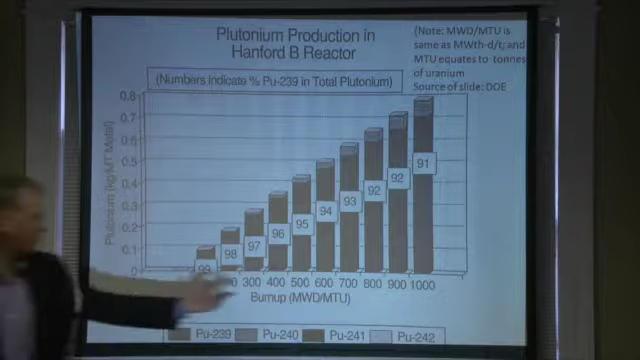 Plutonium Production in
Hanford B Reactor
(Note: MWD/MTU is
same as MWth-d/t; and
MTU equates to tonnes
of uranium
Source of slide: DOE
(Numbers indicate % Pu-239 in Total Plutonium)
Plutonium (kg/MT Metal)
0.8
0.7
0.6
0.5
0.4
0.3
0.2
0.1
0
99
98
97
96
95
94
93
92
92
91
300 400 500 600 700 800 900 1000
Burnup (MWD/MTU)
Pu-239 Pu-240 Pu-241 Pu-242